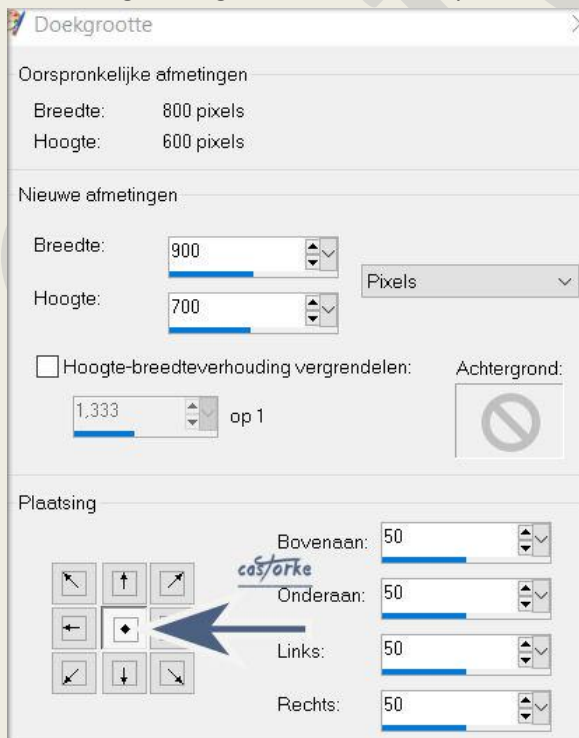 Doekgrootte
Oorspronkelijke afmetingen
Breedte: 800 pixels
Hoogte: 600 pixels
Nieuwe afmetingen
Breedte: 900
Pixels
Hoogte: 700
Hoogte-breedteverhouding vergrendelen:
Achtergrond:
1,333 op 1
Plaatsing
Bovenaan: 50
castorke
Onderaan: 50
Links: 50
Rechts: 50